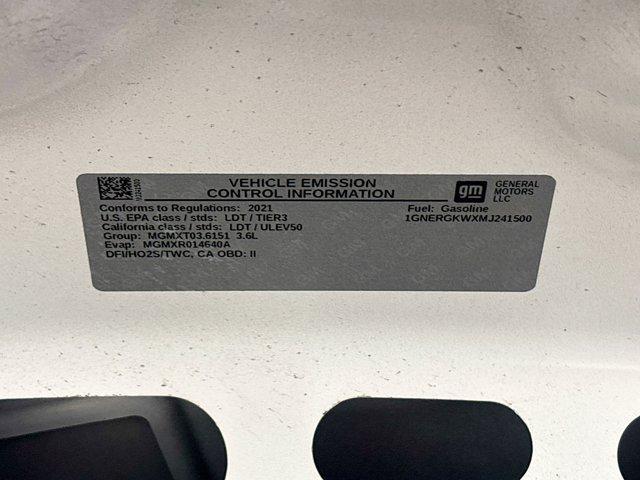 VEHICLE EMISSION
CONTROL INFORMATION
gm GENERAL
MOTORS
LLC
Conforms to Regulations: 2021
U.S. EPA class / stds: LDT / TIER3
California class / stds: LDT / ULEV50
Group: MGMXT03.6151 3.6L
Evap: MGMXR014640A
DFI/HO2S/TWC, CA OBD: II
Fuel: Gasoline
1GNERGKWXMJ241500